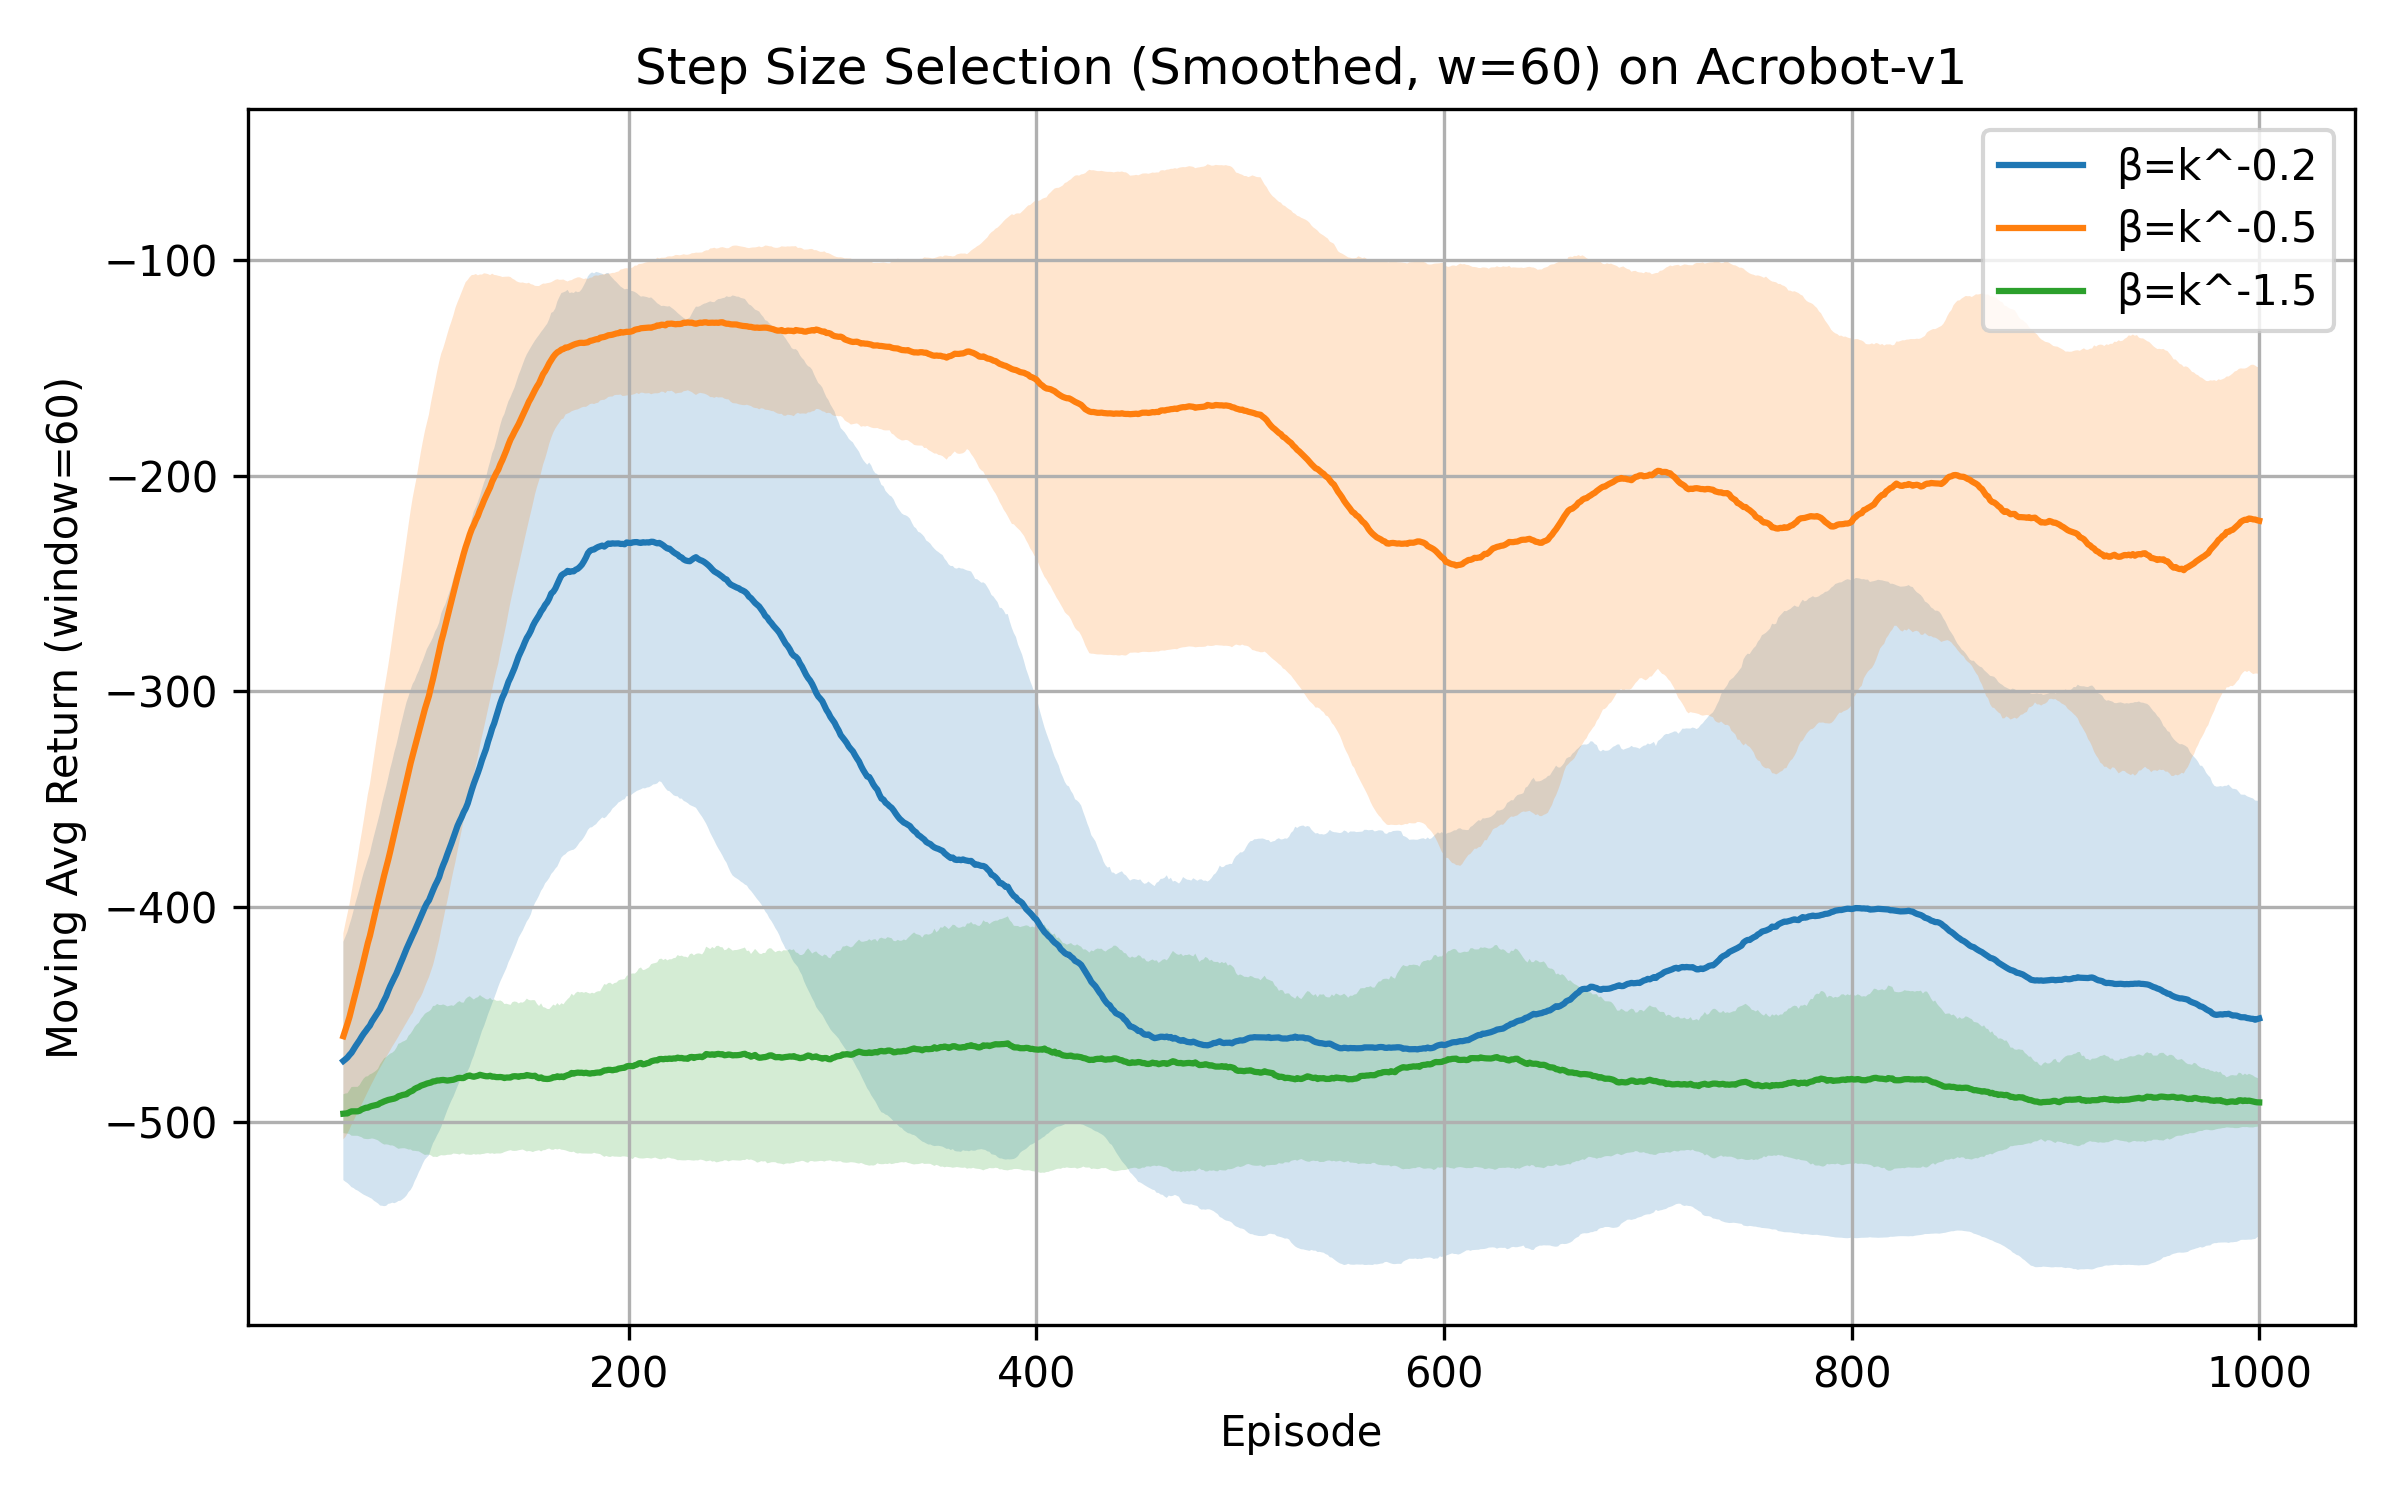 Step Size Selection (Smoothed, w=60) on Acrobot-v1
β=k^-0.2
β=k^-0.5
β=k^-1.5
Moving Avg Return (window=60)
−100
−200
−300
−400
−500
200 400 600 800 1000
Episode